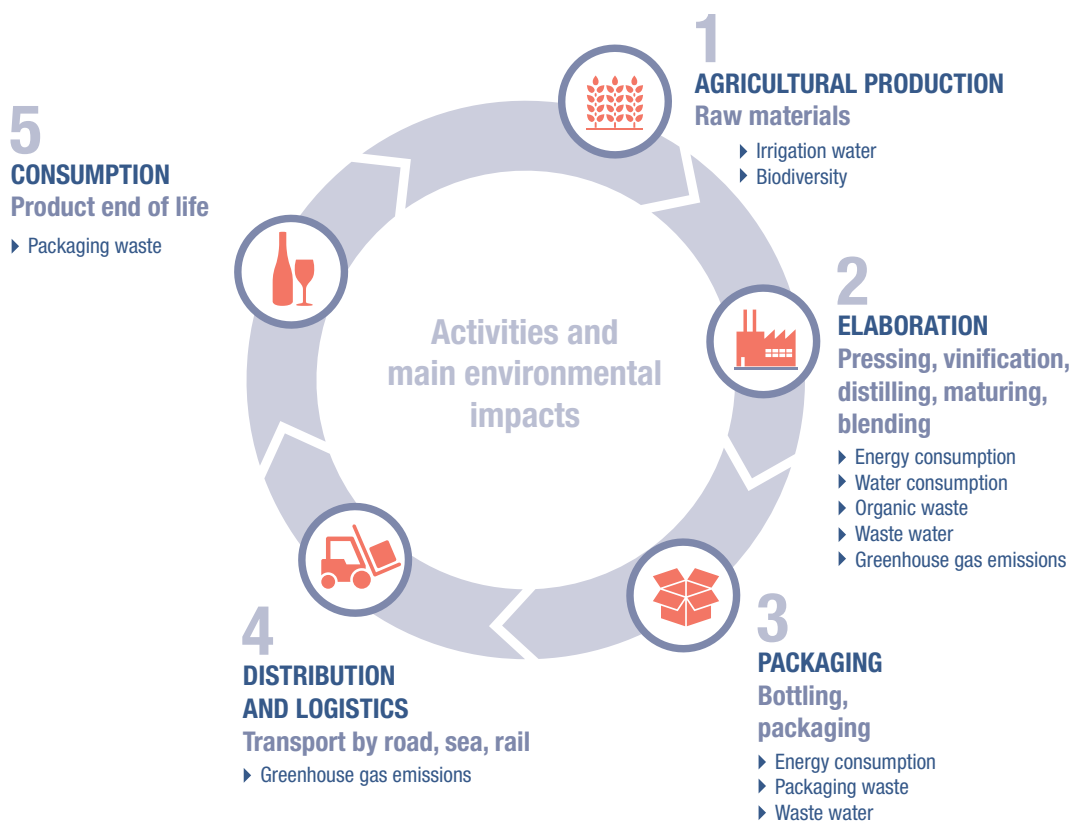 Activities and
main environmental
impacts
1
AGRICULTURAL PRODUCTION
Raw materials
Irrigation water
Biodiversity
2
ELABORATION
Pressing, vinification,
distilling, maturing,
blending
Energy consumption
Water consumption
Organic waste
Waste water
Greenhouse gas emissions
3
PACKAGING
Bottling,
packaging
Energy consumption
Packaging waste
Waste water
4
DISTRIBUTION
AND LOGISTICS
Transport by road, sea, rail
Greenhouse gas emissions
5
CONSUMPTION
Product end of life
Packaging waste